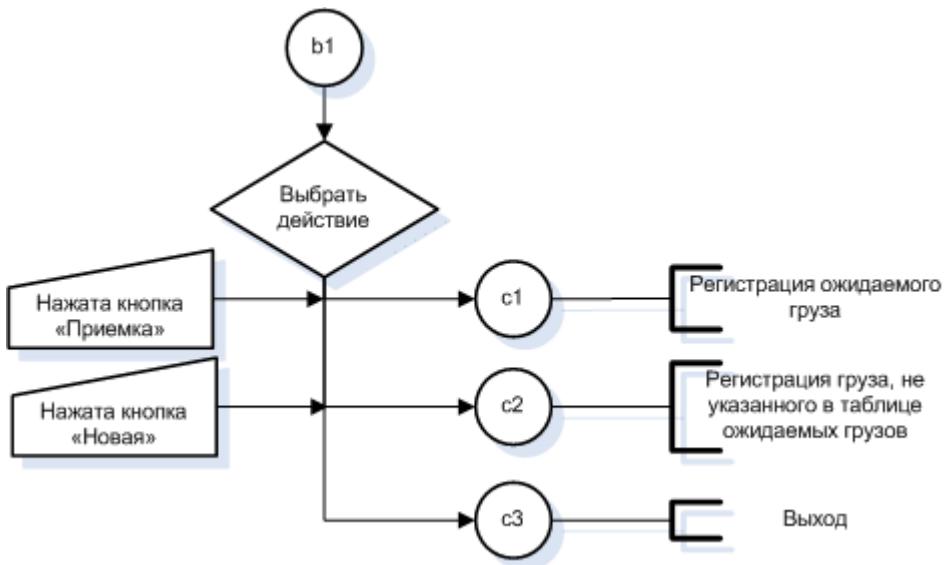 b1
Выбрать
действие
Нажата кнопка
«Приемка»
c1
Регистрация ожидаемого
груза
Нажата кнопка
«Новая»
c2
Регистрация груза, не
указанного в таблице
ожидаемых грузов
c3
Выход